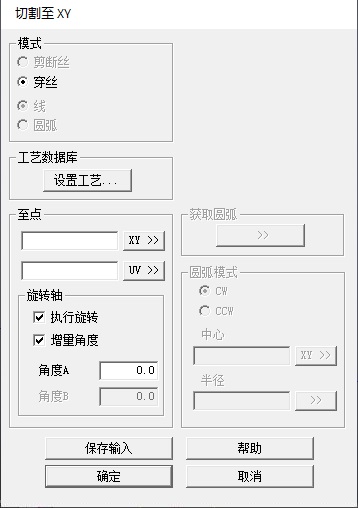 切割至 XY
模式
剪断丝
穿丝
线
圆弧
工艺数据库
设置工艺...
至点
XY >>
UV >>
旋转轴
执行旋转
增量角度
角度A 0.0
角度B 0.0
获取圆弧
>>
圆弧模式
CW
CCW
中心
XY >>
半径
>>
保存输入 帮助
确定 取消